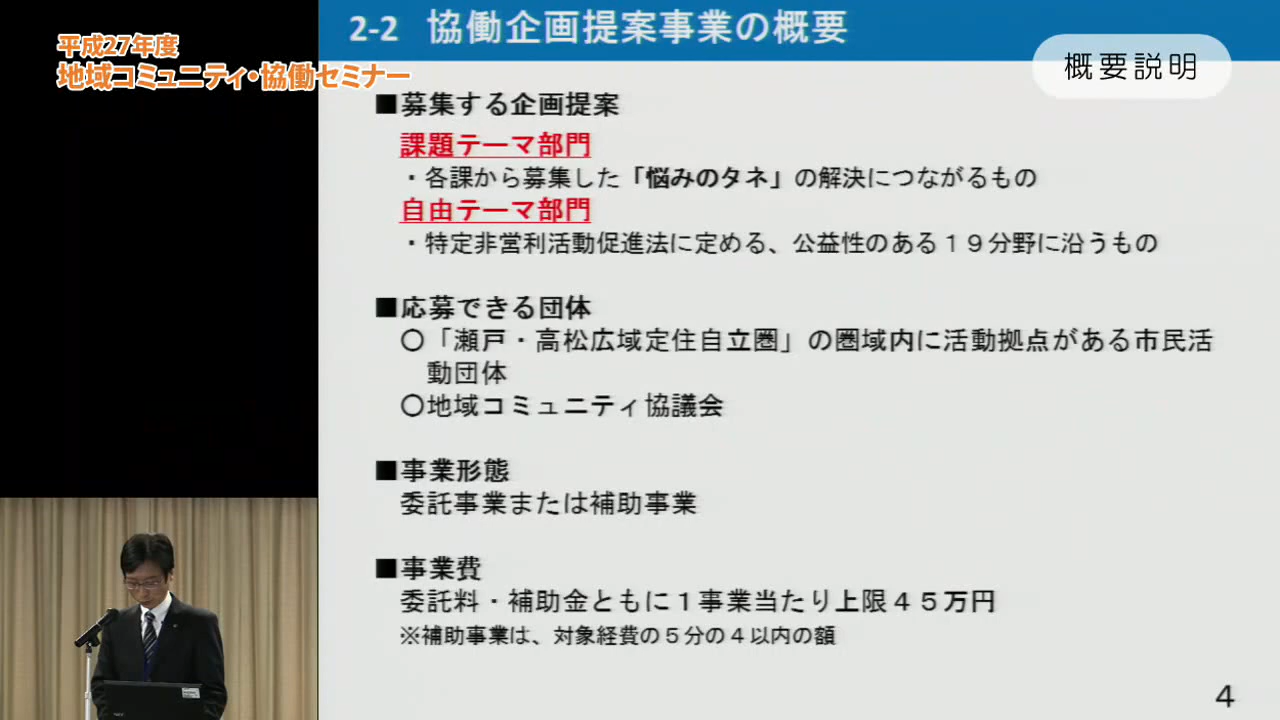 平成27年度
地域コミュニティ・協働セミナー
2-2 協働企画提案事業の概要
概要説明
■募集する企画提案
課題テーマ部門
・各課から募集した「悩みのタネ」の解決につながるもの
自由テーマ部門
・特定非営利活動促進法に定める、公益性のある１９分野に沿うもの
■応募できる団体
〇「瀬戸・高松広域定住自立圏」の圏域内に活動拠点がある市民活
動団体
〇地域コミュニティ協議会
■事業形態
委託事業または補助事業
■事業費
委託料・補助金ともに１事業当たり上限４５万円
※補助事業は、対象経費の５分の４以内の額
4